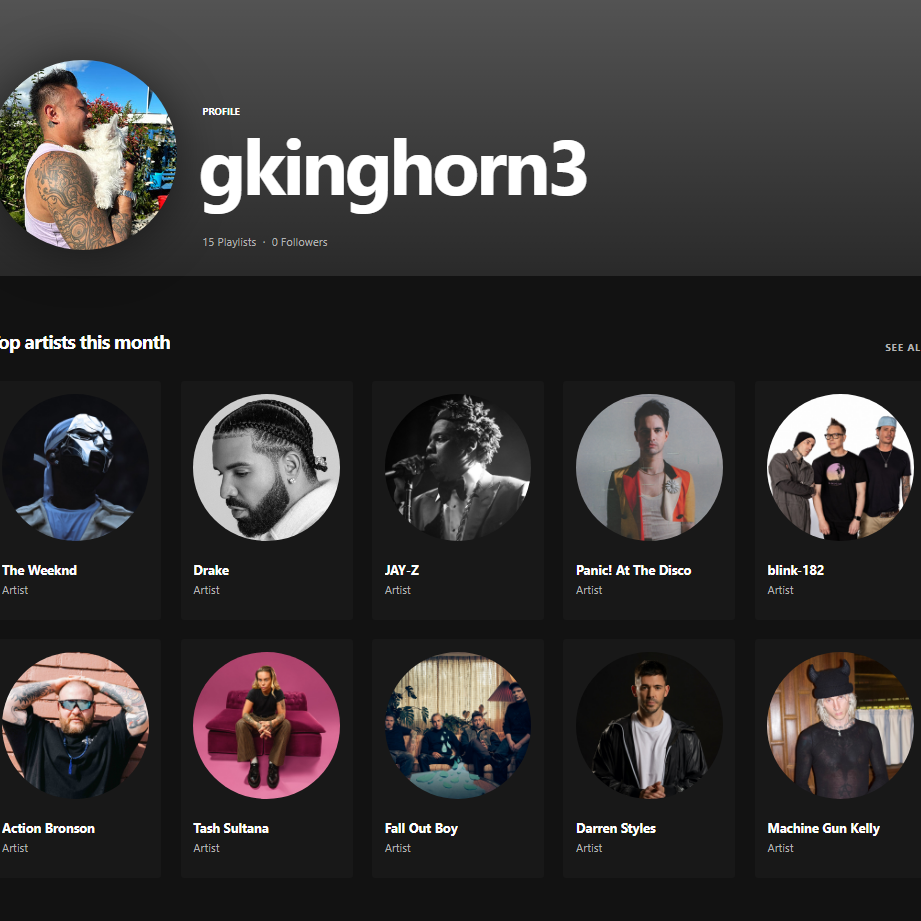 PROFILE
gkinghorn3
15 Playlists · 0 Followers
op artists this month
SEE AL
The Weeknd
Artist
Drake
Artist
JAY-Z
Artist
Panic! At The Disco
Artist
blink-182
Artist
Action Bronson
Artist
Tash Sultana
Artist
Fall Out Boy
Artist
Darren Styles
Artist
Machine Gun Kelly
Artist